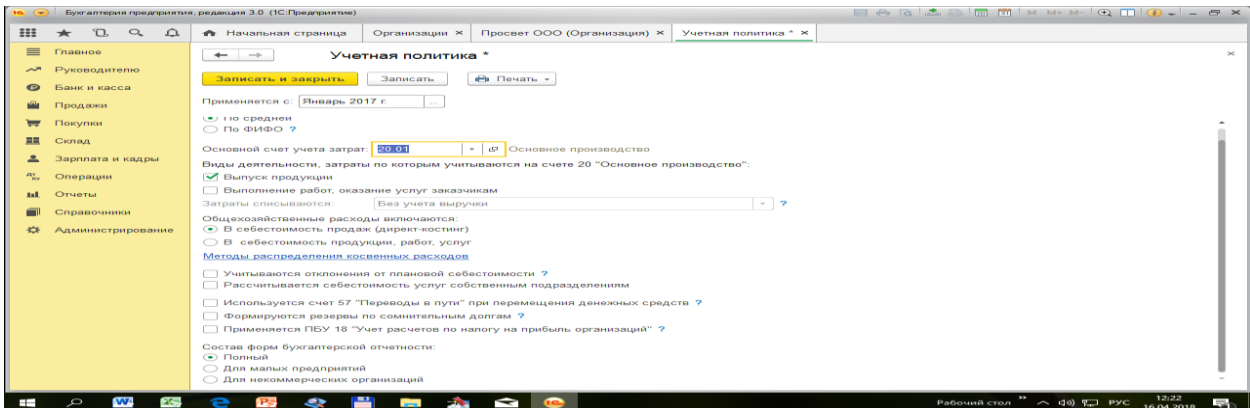 Бухгалтерия предприятия, редакция 3.0 (1С:Предприятие)
M M+ M-
Начальная страница
Организации ×
Просвет ООО (Организация) ×
Учетная политика * ×
Главное
Руководителю
Банк и касса
Продажи
Покупки
Склад
Зарплата и кадры
Операции
Отчеты
Справочники
Администрирование
Учетная политика *
Записать и закрыть
Записать
Печать
Применяется с: Январь 2017 г. ...
По средней
По ФИФО ?
Основной счет учета затрат: 20.01 Основное производство
Виды деятельности, затраты по которым учитываются на счете 20 "Основное производство":
Выпуск продукции
Выполнение работ, оказание услуг заказчикам
Затраты списываются: Без учета выручки ?
Общехозяйственные расходы включаются:
В себестоимость продаж (директ-костинг)
В себестоимость продукции, работ, услуг
Методы распределения косвенных расходов
Учитываются отклонения от плановой себестоимости ?
Рассчитывается себестоимость услуг собственным подразделениям
Используется счет 57 "Переводы в пути" при перемещения денежных средств ?
Формируются резервы по сомнительным долгам ?
Применяется ПБУ 18 "Учет расчетов по налогу на прибыль организаций" ?
Состав форм бухгалтерской отчетности:
Полный
Для малых предприятий
Для некоммерческих организаций
Рабочий стол
РУС
12:22
16.04.2018